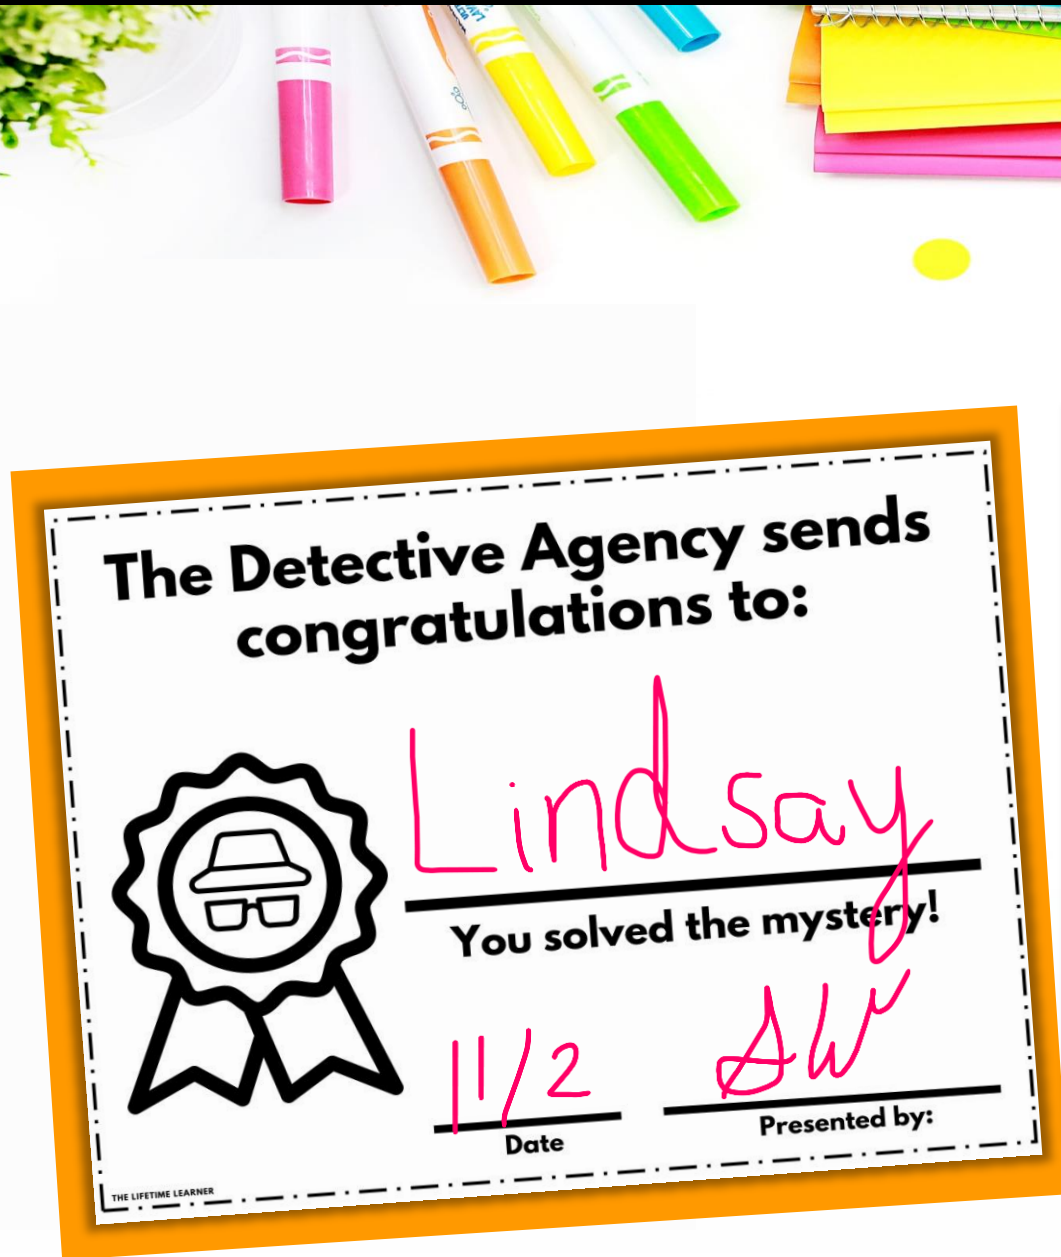 The Detective Agency sends
congratulations to:
Lindsay
You solved the mystery!
11/2
Date
Presented by:
THE LIFETIME LEARNER